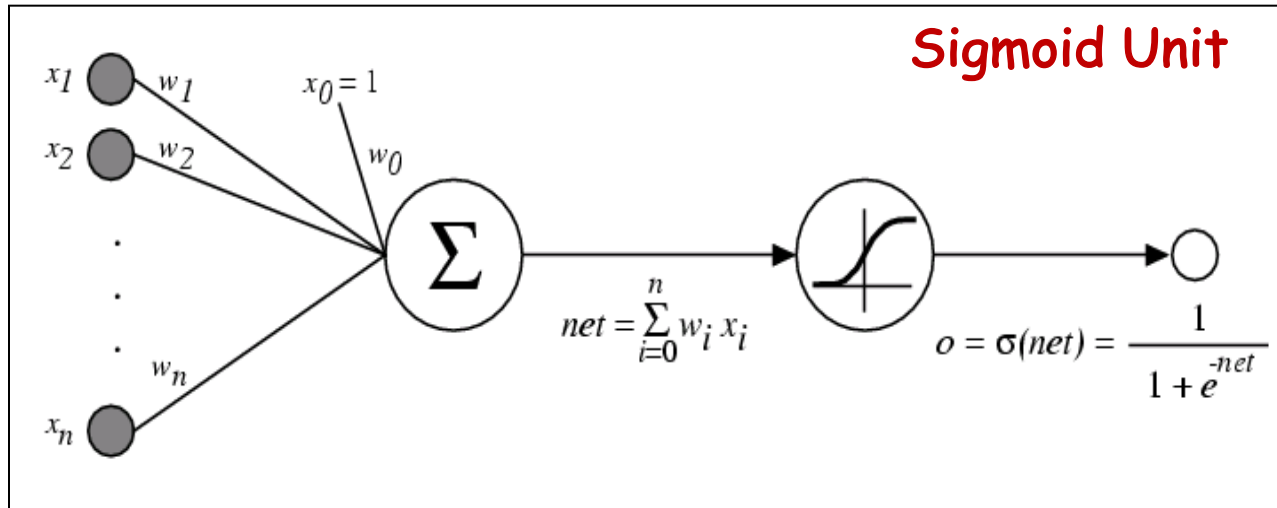 Sigmoid Unit
x1
w1
x0 = 1
x2
w2
w0
.
.
.
Σ
net = Σ i=0 n wi xi
o = σ(net) = 1 / 1 + e -net
wn
xn